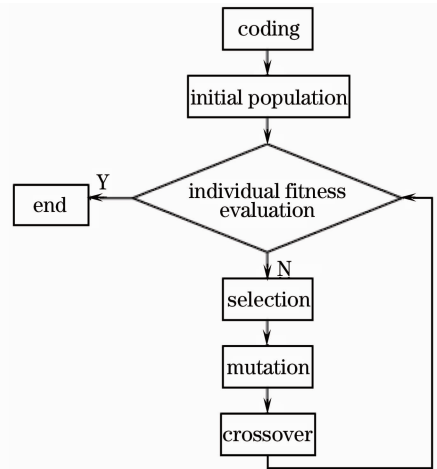 coding
initial population
individual fitness
evaluation
Y
end
N
selection
mutation
crossover